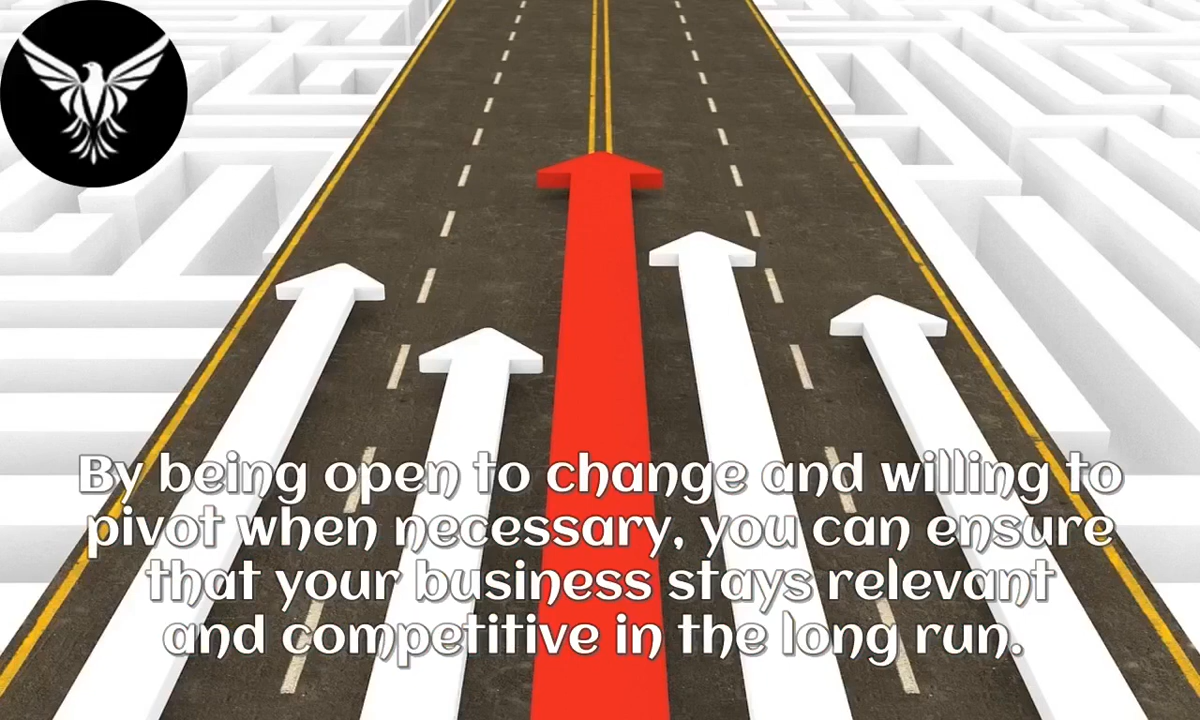 By being open to change and willing to
pivot when necessary, you can ensure
that your business stays relevant
and competitive in the long run.